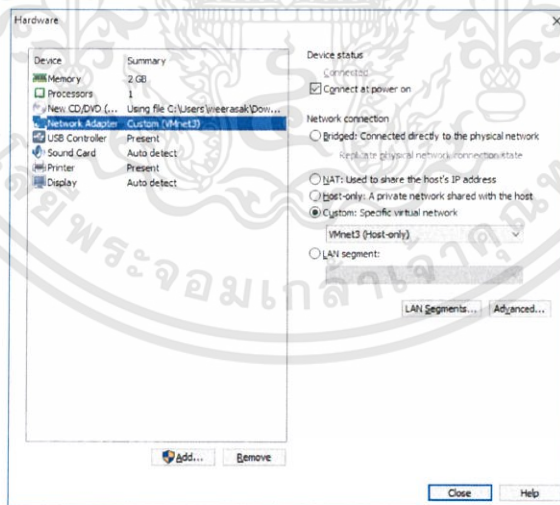 Hardware
X
Device Summary
Memory 2 GB
Processors 1
New CD/DVD (... Using file C:\Users\weerasak\Dow...
Network Adapter Custom (VMnet3)
USB Controller Present
Sound Card Auto detect
Printer Present
Display Auto detect
Add... Remove
Device status
Connected
Connect at power on
Network connection
Bridged: Connected directly to the physical network
Replicate physical network connection state
NAT: Used to share the host's IP address
Host-only: A private network shared with the host
Custom: Specific virtual network
VMnet3 (Host-only)
LAN segment:
LAN Segments... Advanced...
Close Help